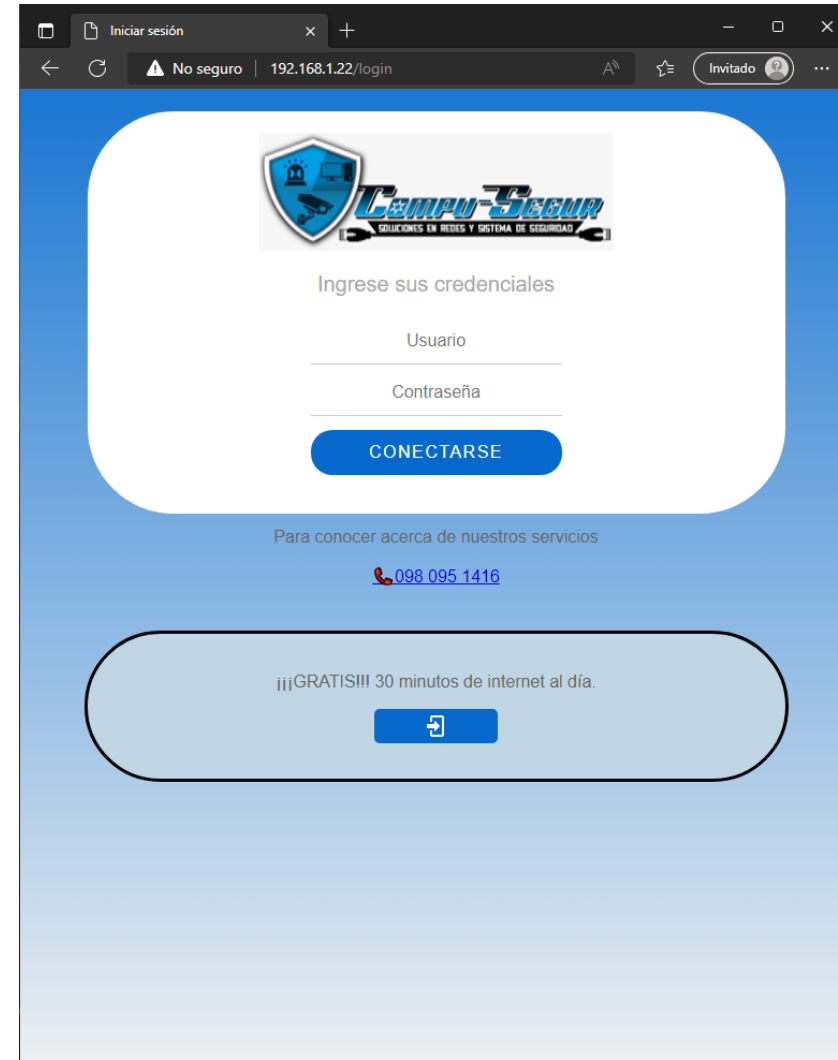 Iniciar sesión
No seguro 192.168.1.22/login
Invitado
COMPU-SEGUR
SOLUCIONES EN REDES Y SISTEMA DE SEGURIDAD
Ingrese sus credenciales
Usuario
Contraseña
CONECTARSE
Para conocer acerca de nuestros servicios
098 095 1416
¡¡¡GRATIS!!! 30 minutos de internet al día.